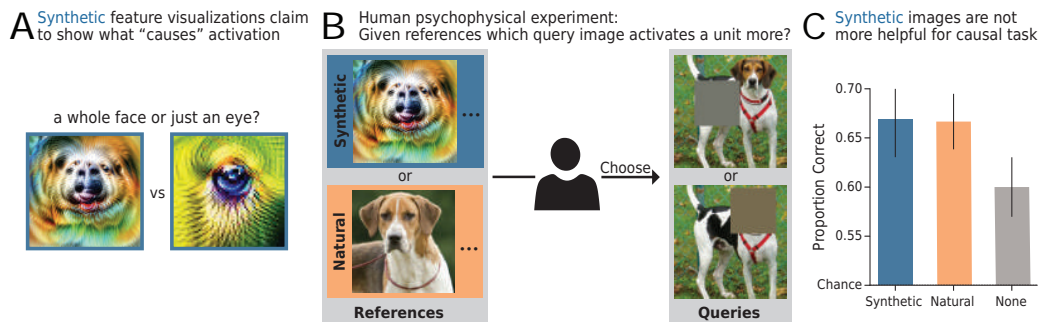 A Synthetic feature visualizations claim
to show what “causes” activation
a whole face or just an eye?
vs
B Human psychophysical experiment:
Given references which query image activates a unit more?
Synthetic
...
or
Natural
...
References
Choose
or
Queries
C Synthetic images are not
more helpful for causal task
Proportion Correct
0.70
0.65
0.60
0.55
Chance
Synthetic Natural None